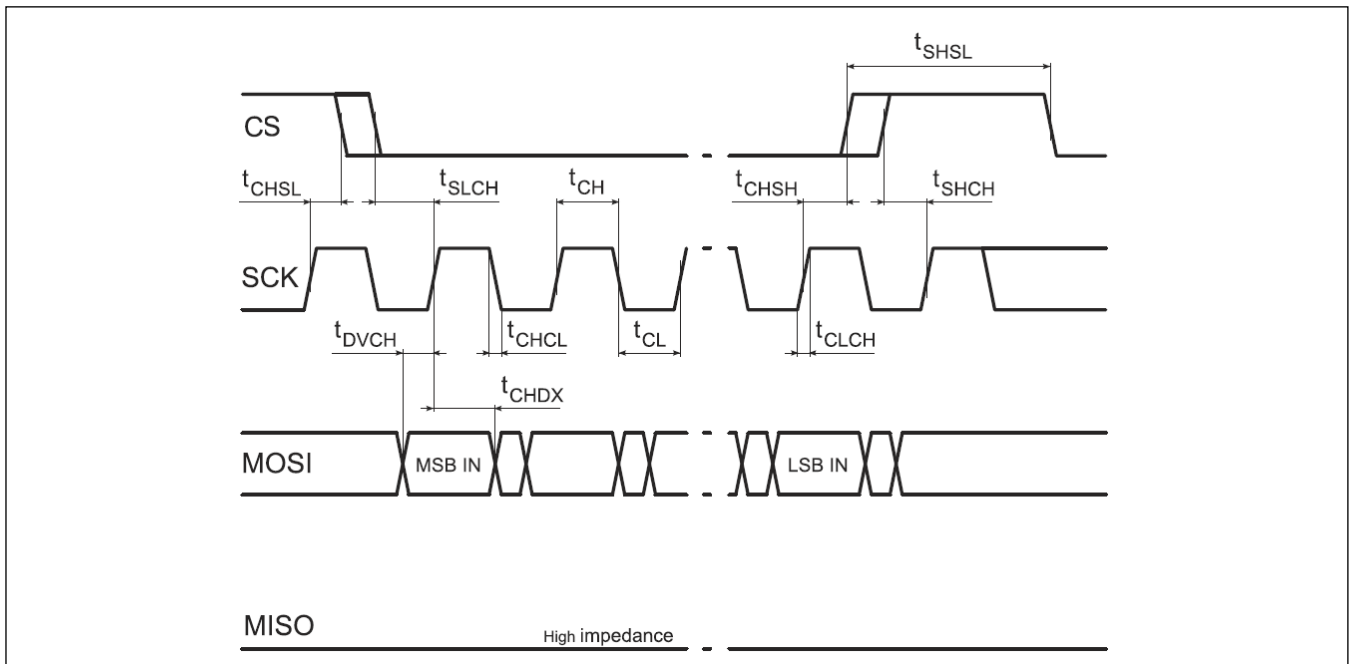 tSHSL
CS
tCHSL tSLCH tCH tCHSH tSHCH
SCK
tDVCH tCHCL tCL tCLCH
tCHDX
MOSI MSB IN LSB IN
MISO High impedance